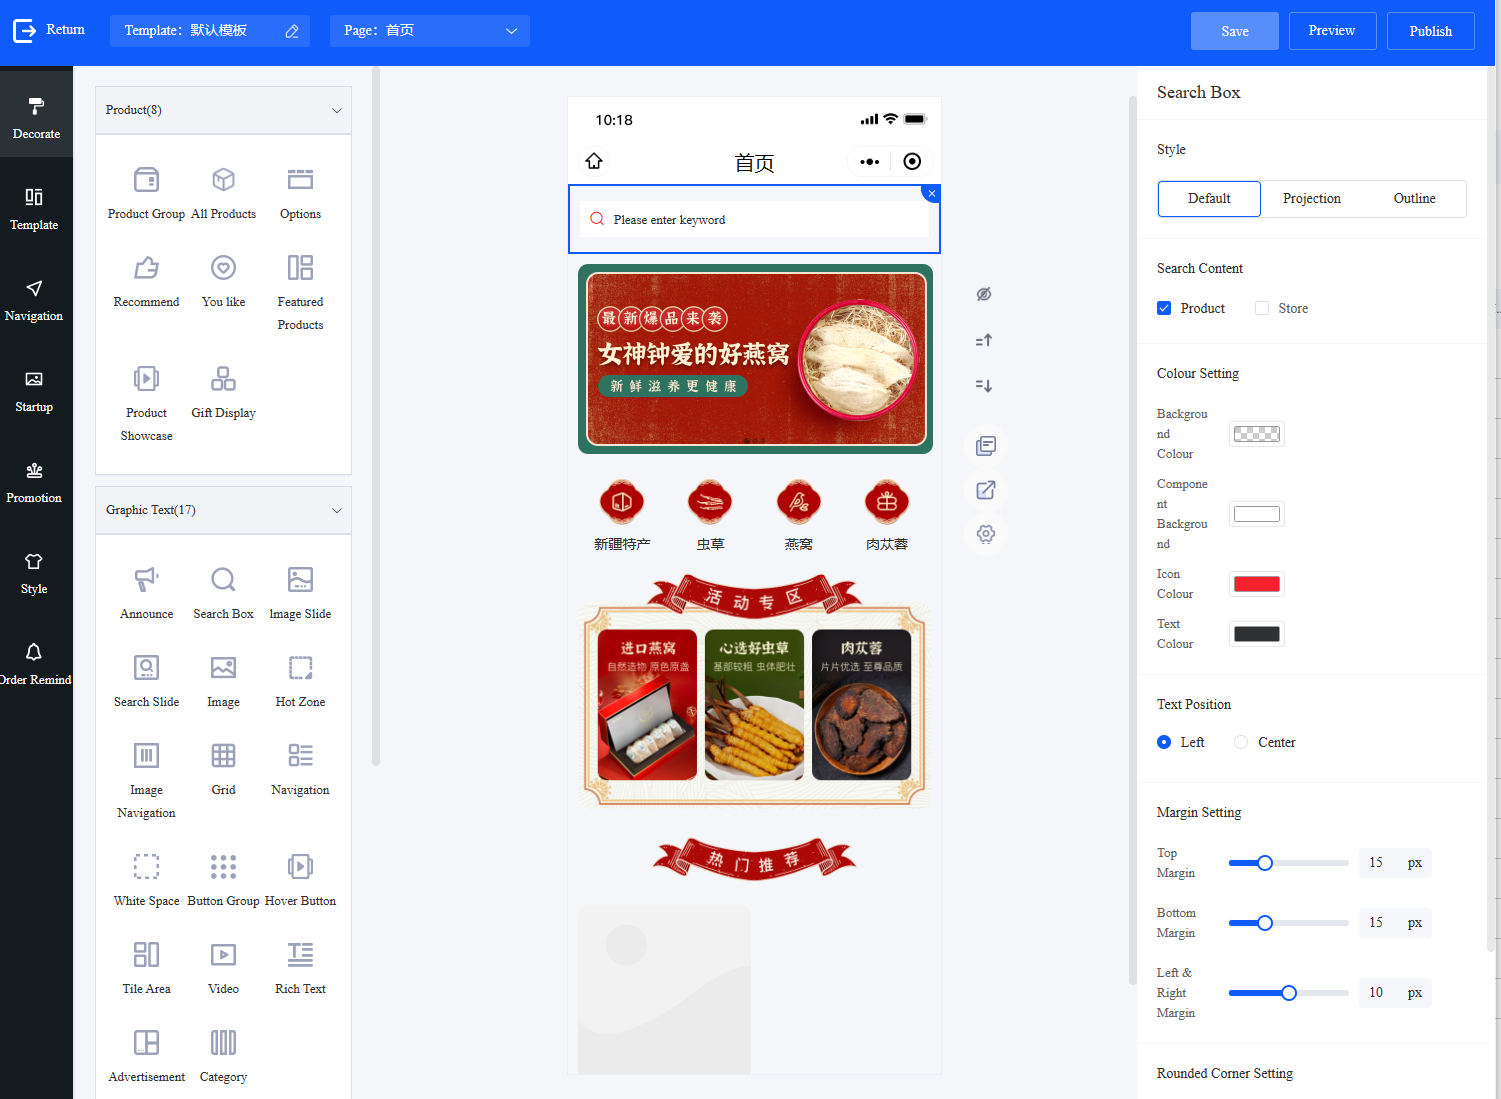 Return
Template: 默认模板
Page: 首页
Save
Preview
Publish
Decorate
Template
Navigation
Startup
Promotion
Style
Order Remind
Product(8)
Product Group
All Products
Options
Recommend
You like
Featured
Products
Product
Showcase
Gift Display
Graphic Text(17)
Announce
Search Box
Image Slide
Search Slide
Image
Hot Zone
Image
Navigation
Grid
Navigation
White Space
Button Group
Hover Button
Tile Area
Video
Rich Text
Advertisement
Category
10:18
首页
Please enter keyword
最新爆品来袭
女神钟爱的好燕窝
新鲜滋养更健康
新疆特产
虫草
燕窝
肉苁蓉
活动专区
进口燕窝
自然造物 原色原盏
心选好虫草
基部较粗 虫体肥壮
肉苁蓉
片片优选 至尊品质
热门推荐
Search Box
Style
Default
Projection
Outline
Search Content
Product
Store
Colour Setting
Backgrou
nd
Colour
Compone
nt
Backgrou
nd
Icon
Colour
Text
Colour
Text Position
Left
Center
Margin Setting
Top
Margin
15 px
Bottom
Margin
15 px
Left &
Right
Margin
10 px
Rounded Corner Setting